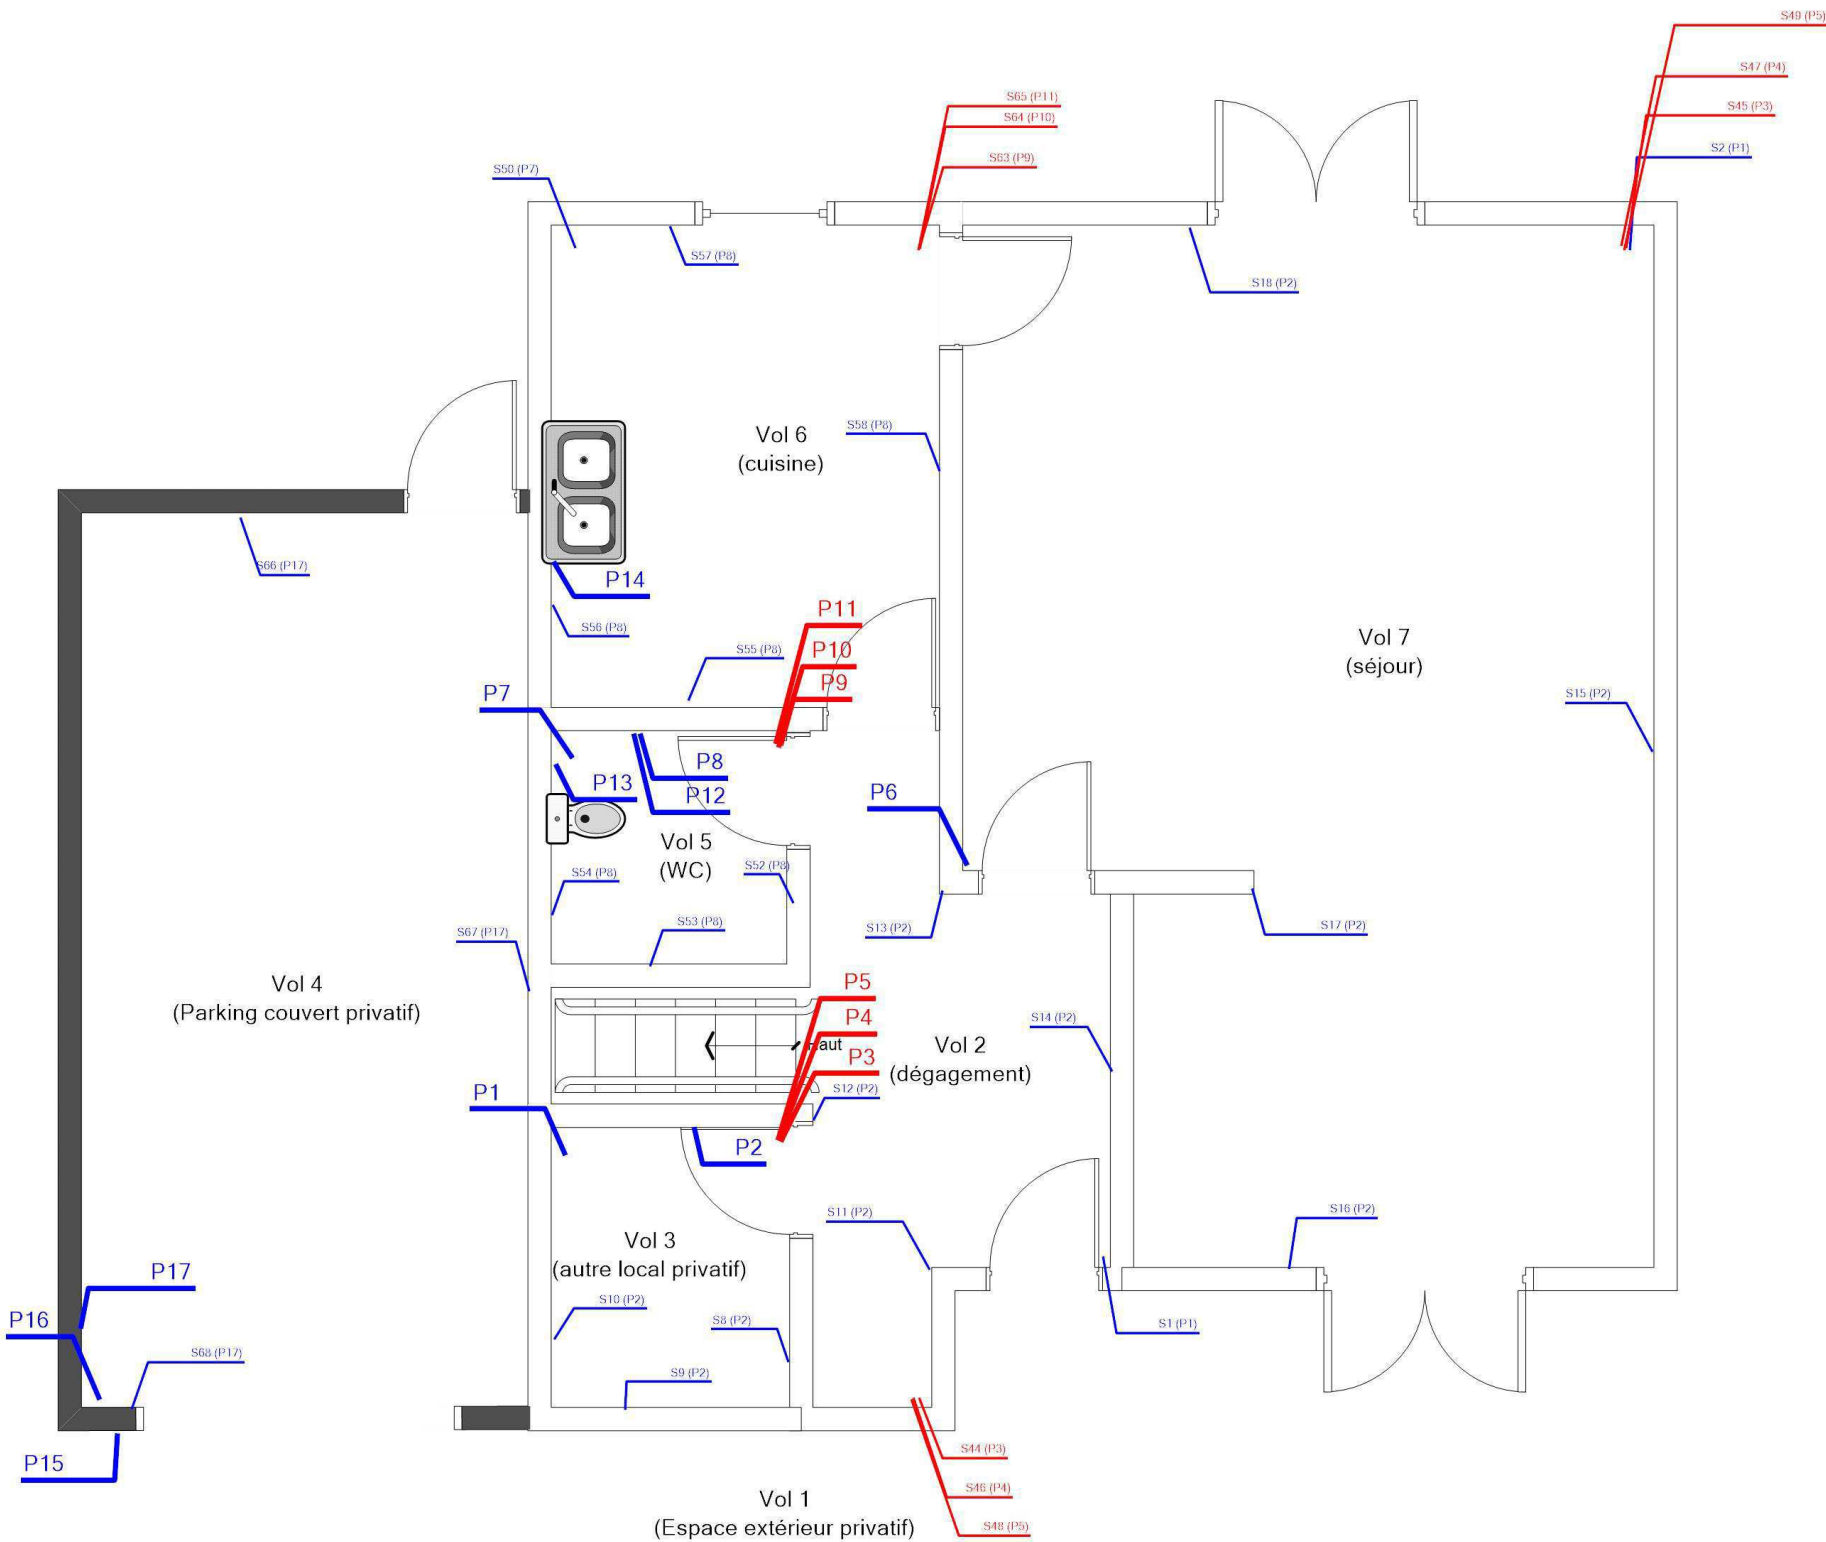 S49 (P5)
S47 (P4)
S65 (P11)
S45 (P3)
S64 (P10)
S2 (P1)
S63 (P9)
S50 (P7)
S57 (P8)
S18 (P2)
S58 (P8)
Vol 6
(cuisine)
S66 (P17)
P14
P11
S56 (P8)
Vol 7
(séjour)
P10
S55 (P8)
P9
P7
S15 (P2)
P8
P13
P12
P6
Vol 5
(WC)
S52 (P8)
S54 (P8)
S53 (P8)
S13 (P2)
S17 (P2)
S67 (P17)
Vol 4
(Parking couvert privatif)
P5
P4
S14 (P2)
Haut
Vol 2
(dégagement)
P3
S12 (P2)
P1
P2
S11 (P2)
S16 (P2)
Vol 3
(autre local privatif)
P17
S10 (P2)
P16
S8 (P2)
S1 (P1)
S68 (P17)
S9 (P2)
P15
S44 (P3)
S46 (P4)
Vol 1
(Espace extérieur privatif)
S48 (P5)